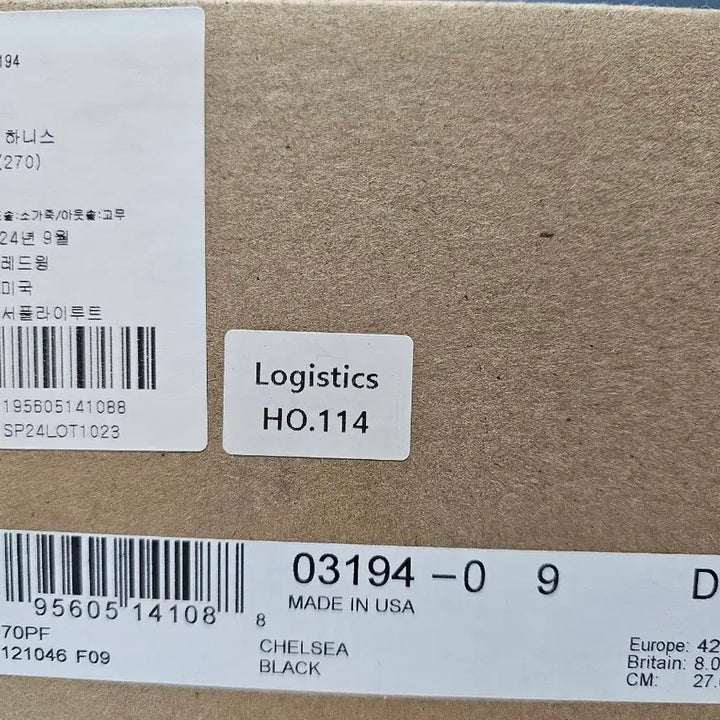 194
하니스
(270)
솔:소가죽/아웃솔:고무
24년 9월
레드윙
미국
서플라이루트
195605141088
SP24LOT1023
Logistics
HO.114
95605 14108 8
03194 -0 9 D
MADE IN USA
70PF
121046 F09
CHELSEA
BLACK
Europe: 42
Britain: 8.0
CM: 27.